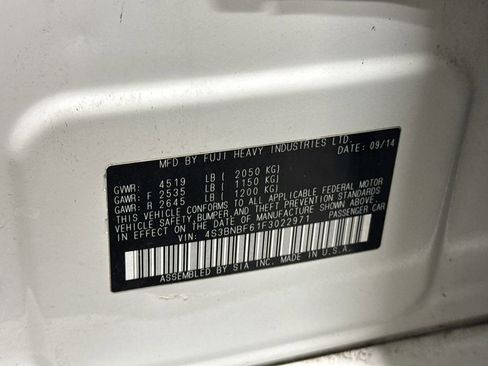 MFD BY FUJI HEAVY INDUSTRIES LTD.
DATE: 09/14
GVWR: 4519 LB ( 2050 KG)
GAWR: F 2535 LB ( 1150 KG)
GAWR: R 2645 LB ( 1200 KG)
THIS VEHICLE CONFORMS TO ALL APPLICABLE FEDERAL MOTOR
VEHICLE SAFETY,BUMPER,AND THEFT PREVENTION STANDARDS
IN EFFECT ON THE DATE OF MANUFACTURE SHOWN ABOVE.
VIN: 4S3BNBF61F3022971 PASSENGER CAR
ASSEMBLED BY SIA INC. MADE IN U.S.A.